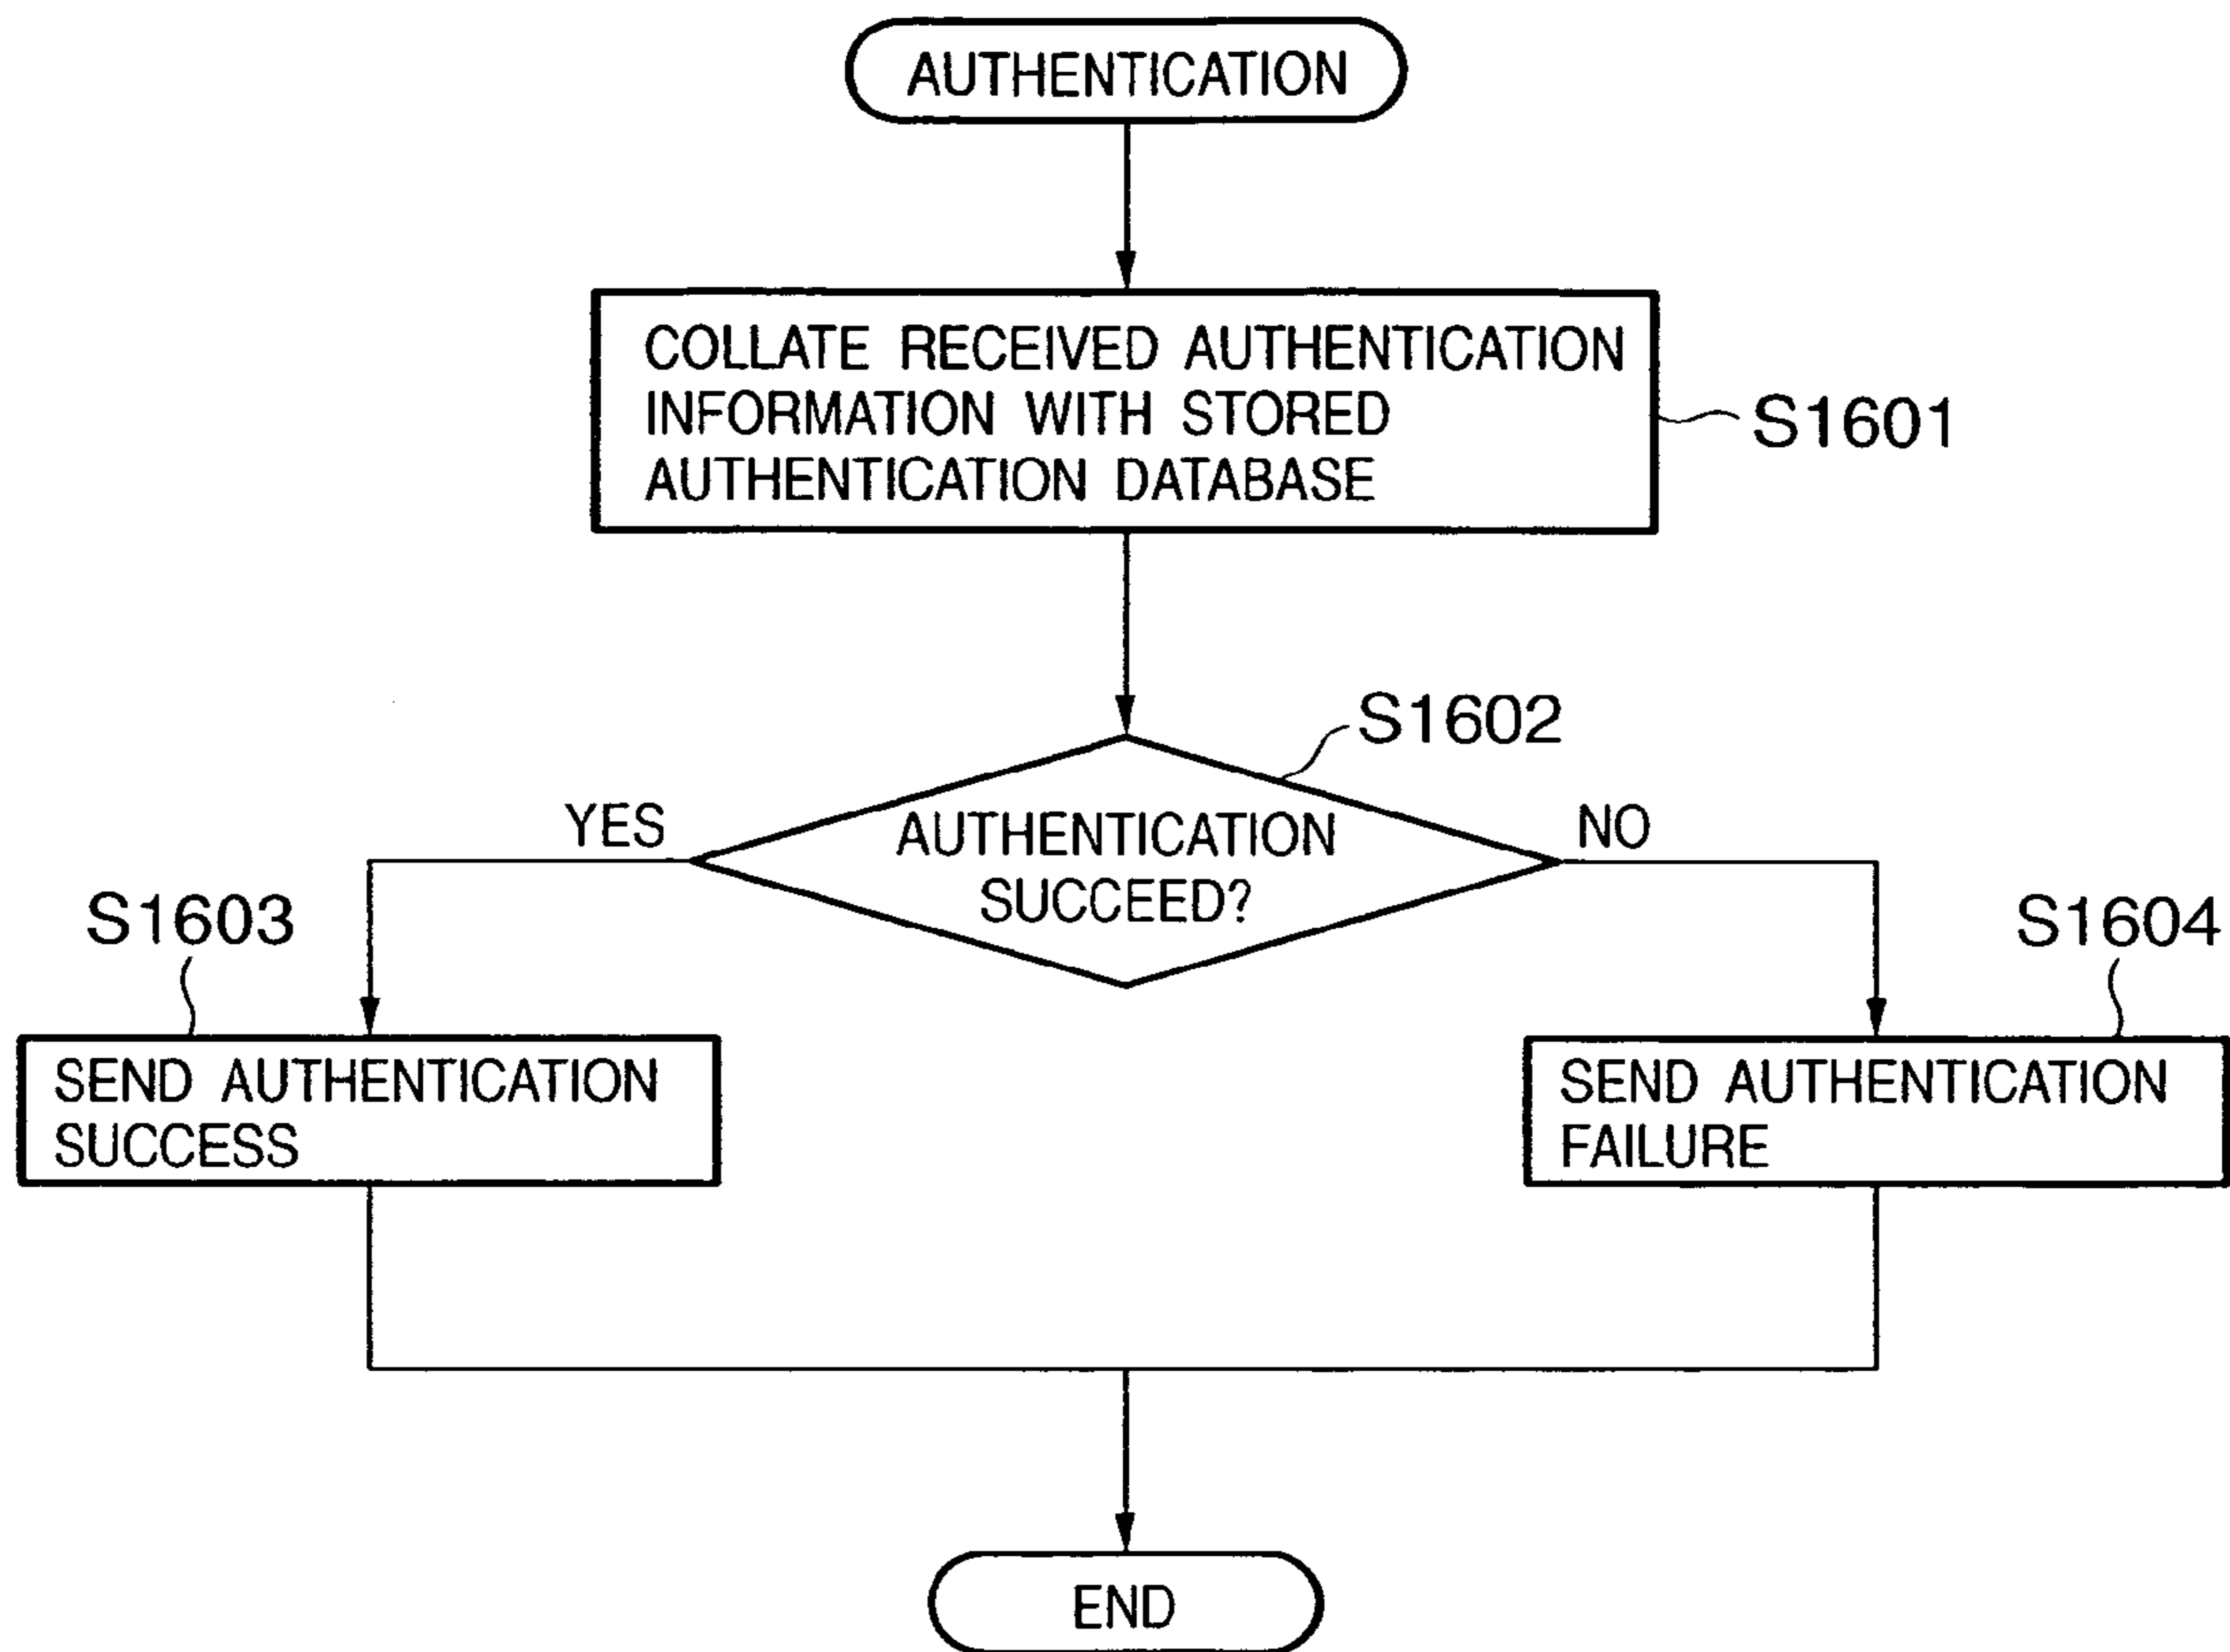 AUTHENTICATION
COLLATE RECEIVED AUTHENTICATION
INFORMATION WITH STORED
AUTHENTICATION DATABASE
S1601
S1602
YES
AUTHENTICATION
SUCCEED?
NO
S1603
S1604
SEND AUTHENTICATION
SUCCESS
SEND AUTHENTICATION
FAILURE
END